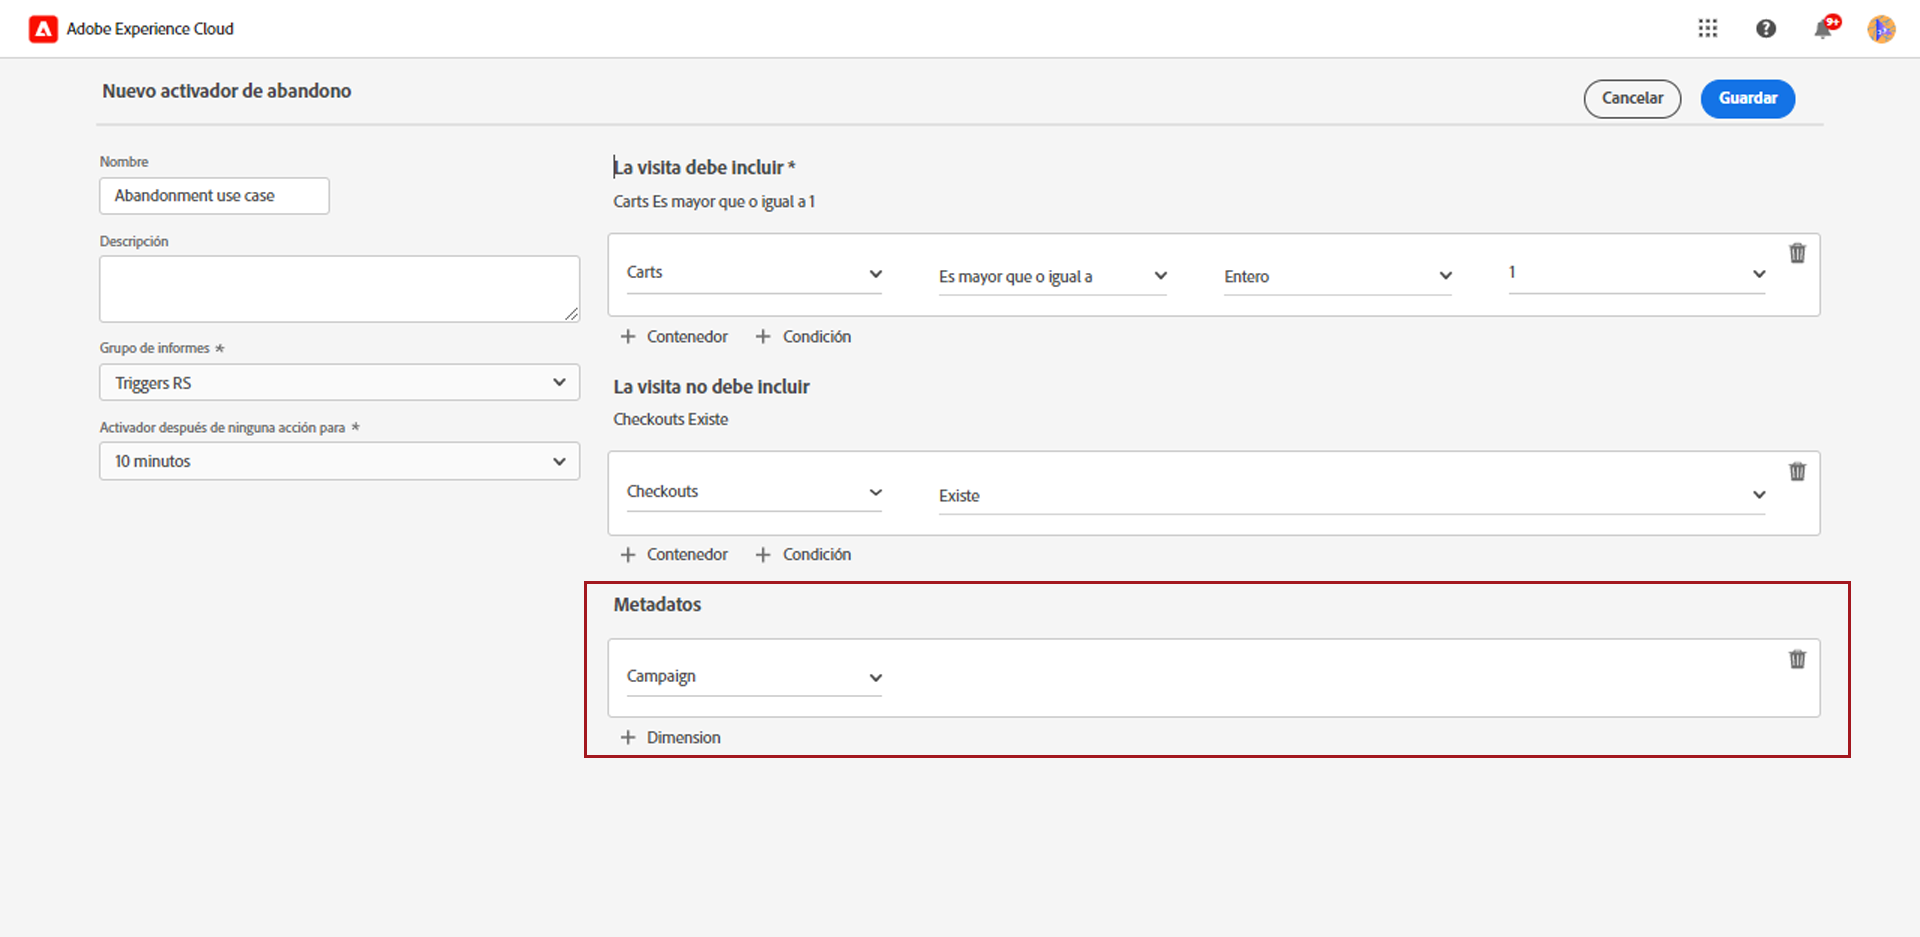 Adobe Experience Cloud
9+
Nuevo activador de abandono
Cancelar
Guardar
Nombre
Abandonment use case
Descripción
Grupo de informes *
Triggers RS
Activador después de ninguna acción para *
10 minutos
La visita debe incluir *
Carts Es mayor que o igual a 1
Carts
Es mayor que o igual a
Entero
1
+ Contenedor + Condición
La visita no debe incluir
Checkouts Existe
Checkouts
Existe
+ Contenedor + Condición
Metadatos
Campaign
+ Dimension